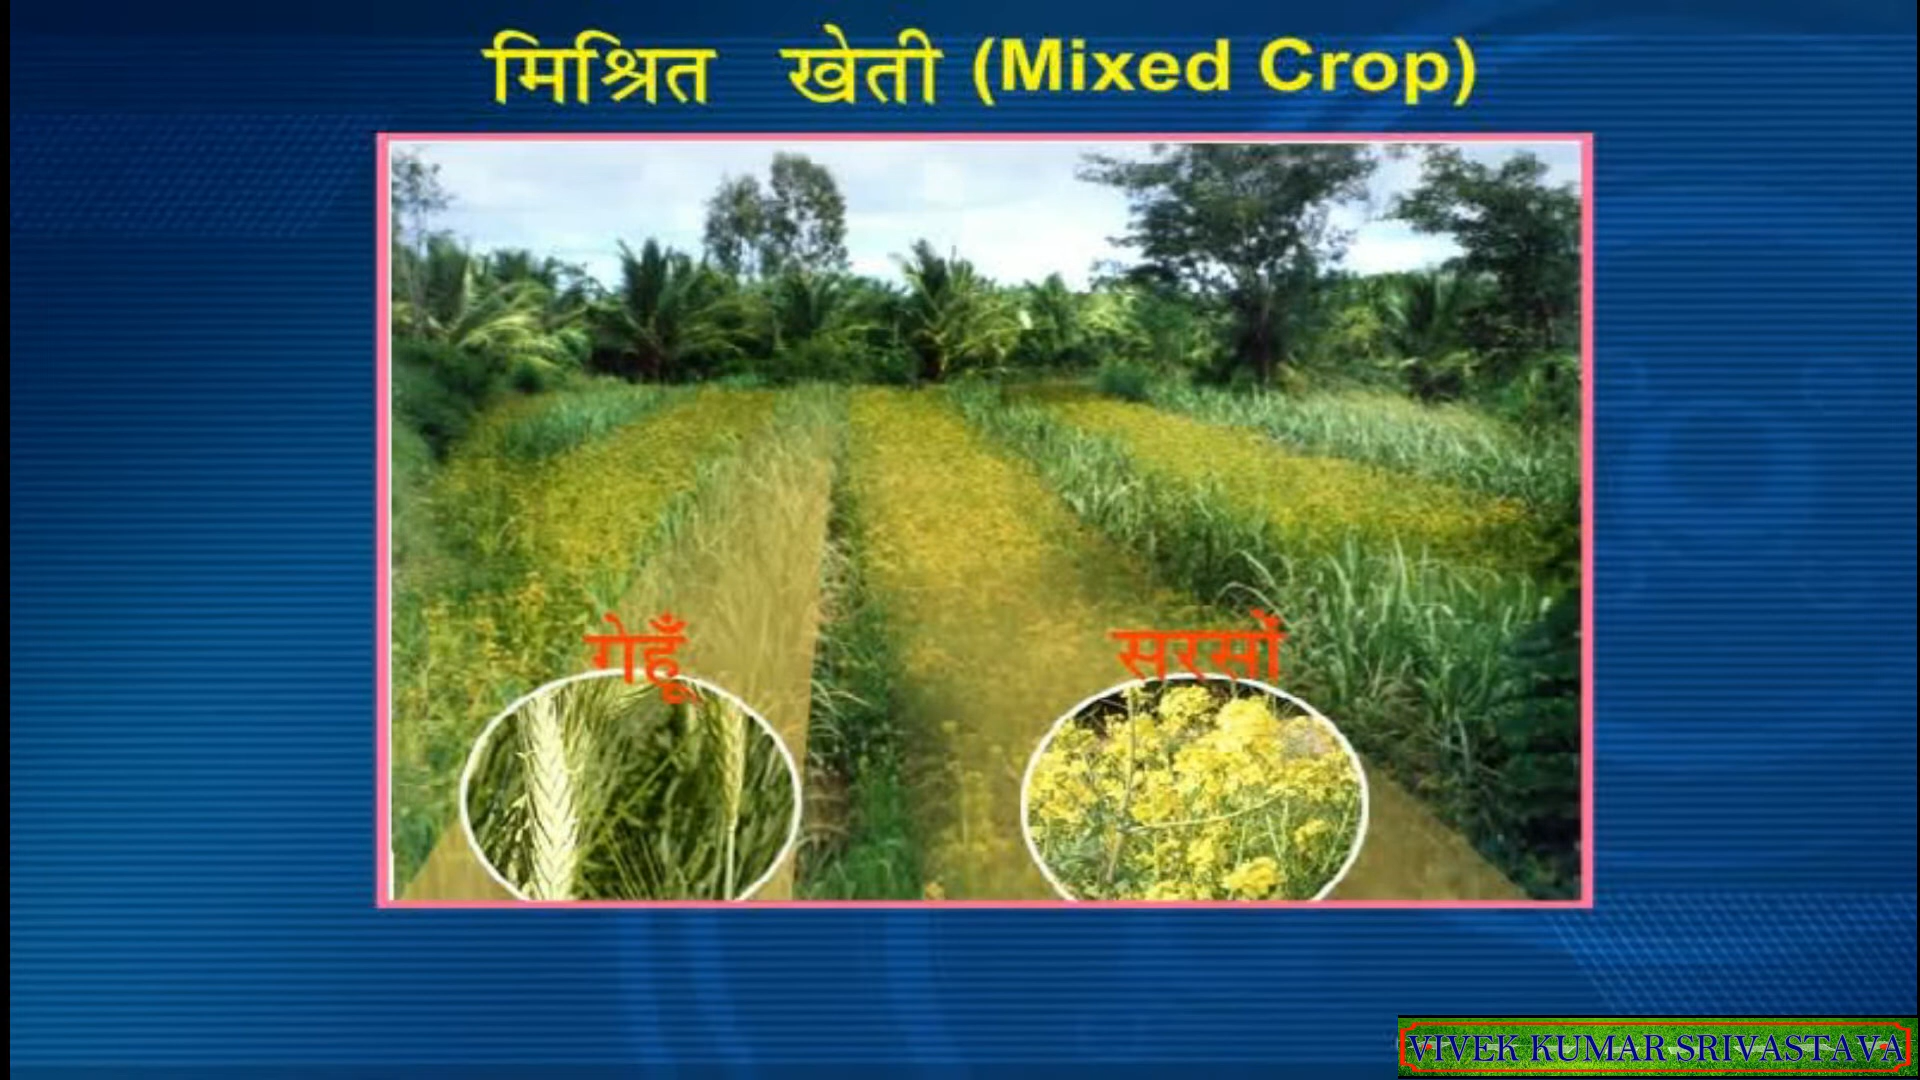 मिश्रित खेती (Mixed Crop)
गेहूँ
सरसों
VIVEK KUMAR SRIVASTAVA